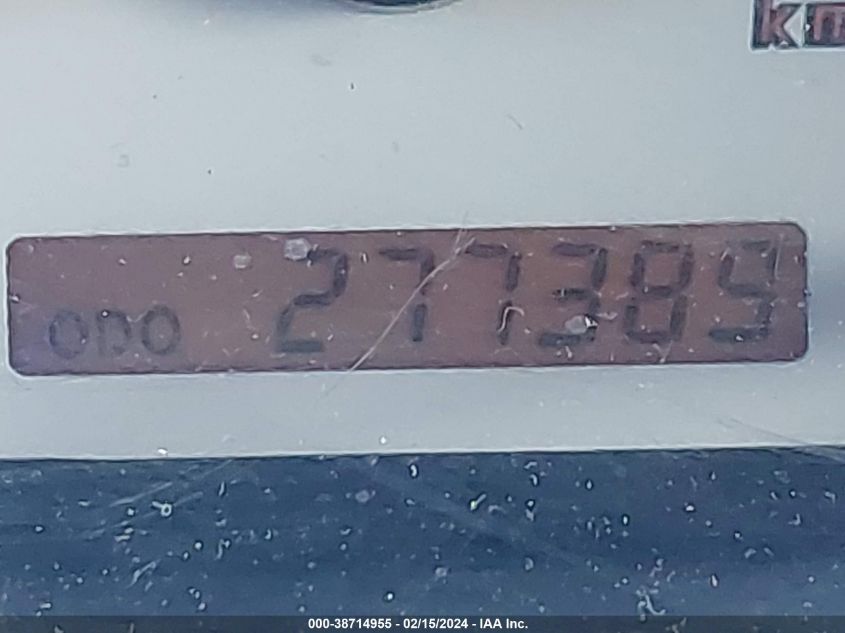 km
ODO 277389
000-38714955 - 02/15/2024 - IAA Inc.